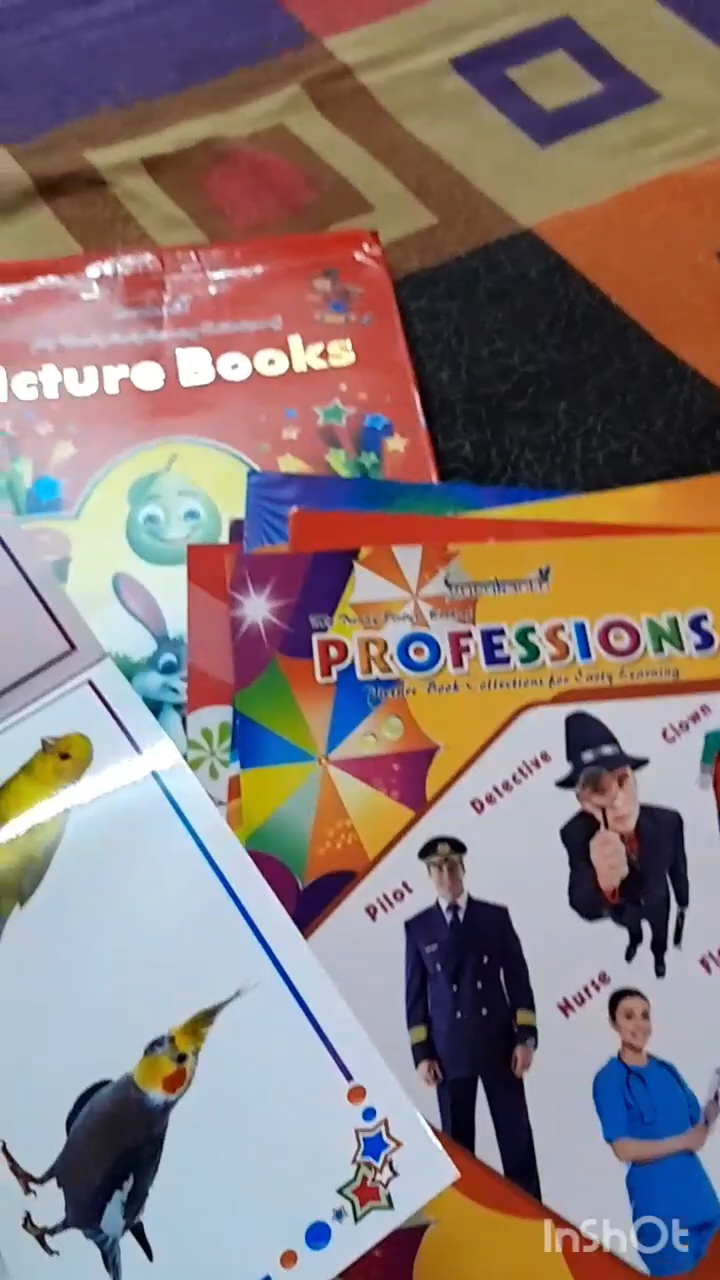 icture Books
PROFESSIONS
Picture Book Collections for Early Learning
Detective
Clown
Pilot
Nurse
InShOt